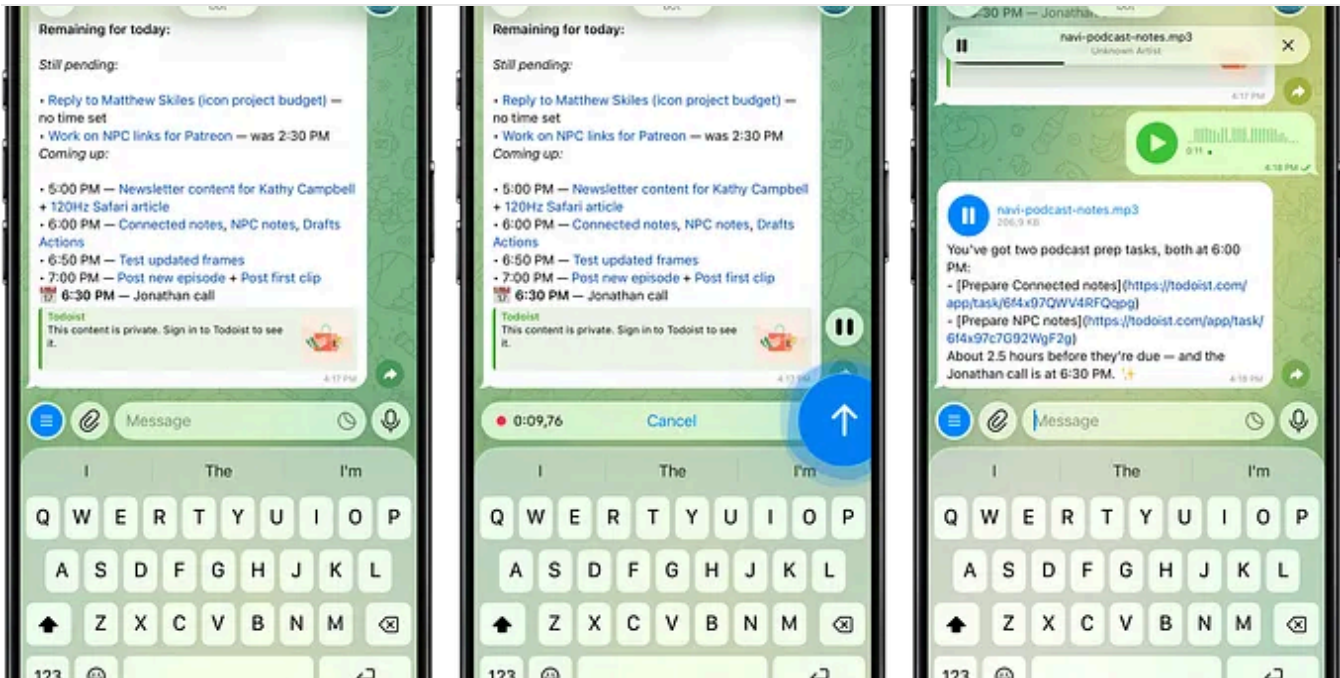 Remaining for today:
Still pending:
• Reply to Matthew Skiles (icon project budget) —
no time set
• Work on NPC links for Patreon — was 2:30 PM
Coming up:
• 5:00 PM — Newsletter content for Kathy Campbell
+ 120Hz Safari article
• 6:00 PM — Connected notes, NPC notes, Drafts
Actions
• 6:50 PM — Test updated frames
• 7:00 PM — Post new episode + Post first clip
📅 6:30 PM — Jonathan call
Todoist
This content is private. Sign in to Todoist to see
it.
4:17 PM
Message
I The I'm
Q W E R T Y U I O P
A S D F G H J K L
Z X C V B N M
123
bot
Remaining for today:
Still pending:
• Reply to Matthew Skiles (icon project budget) —
no time set
• Work on NPC links for Patreon — was 2:30 PM
Coming up:
• 5:00 PM — Newsletter content for Kathy Campbell
+ 120Hz Safari article
• 6:00 PM — Connected notes, NPC notes, Drafts
Actions
• 6:50 PM — Test updated frames
• 7:00 PM — Post new episode + Post first clip
📅 6:30 PM — Jonathan call
Todoist
This content is private. Sign in to Todoist to see
it.
4:17 PM
0:09,76 Cancel
I The I'm
Q W E R T Y U I O P
A S D F G H J K L
Z X C V B N M
123
:30 PM — Jonathan
navi-podcast-notes.mp3
Unknown Artist
4:17 PM
0:11
4:18 PM
navi-podcast-notes.mp3
206,9 KB
You've got two podcast prep tasks, both at 6:00
PM:
- [Prepare Connected notes](https://todoist.com/
app/task/6f4x97QWV4RFQqpg)
- [Prepare NPC notes](https://todoist.com/app/task/
6f4x97c7G92WgF2g)
About 2.5 hours before they're due — and the
Jonathan call is at 6:30 PM. ✨
4:18 PM
Message
I The I'm
Q W E R T Y U I O P
A S D F G H J K L
Z X C V B N M
123